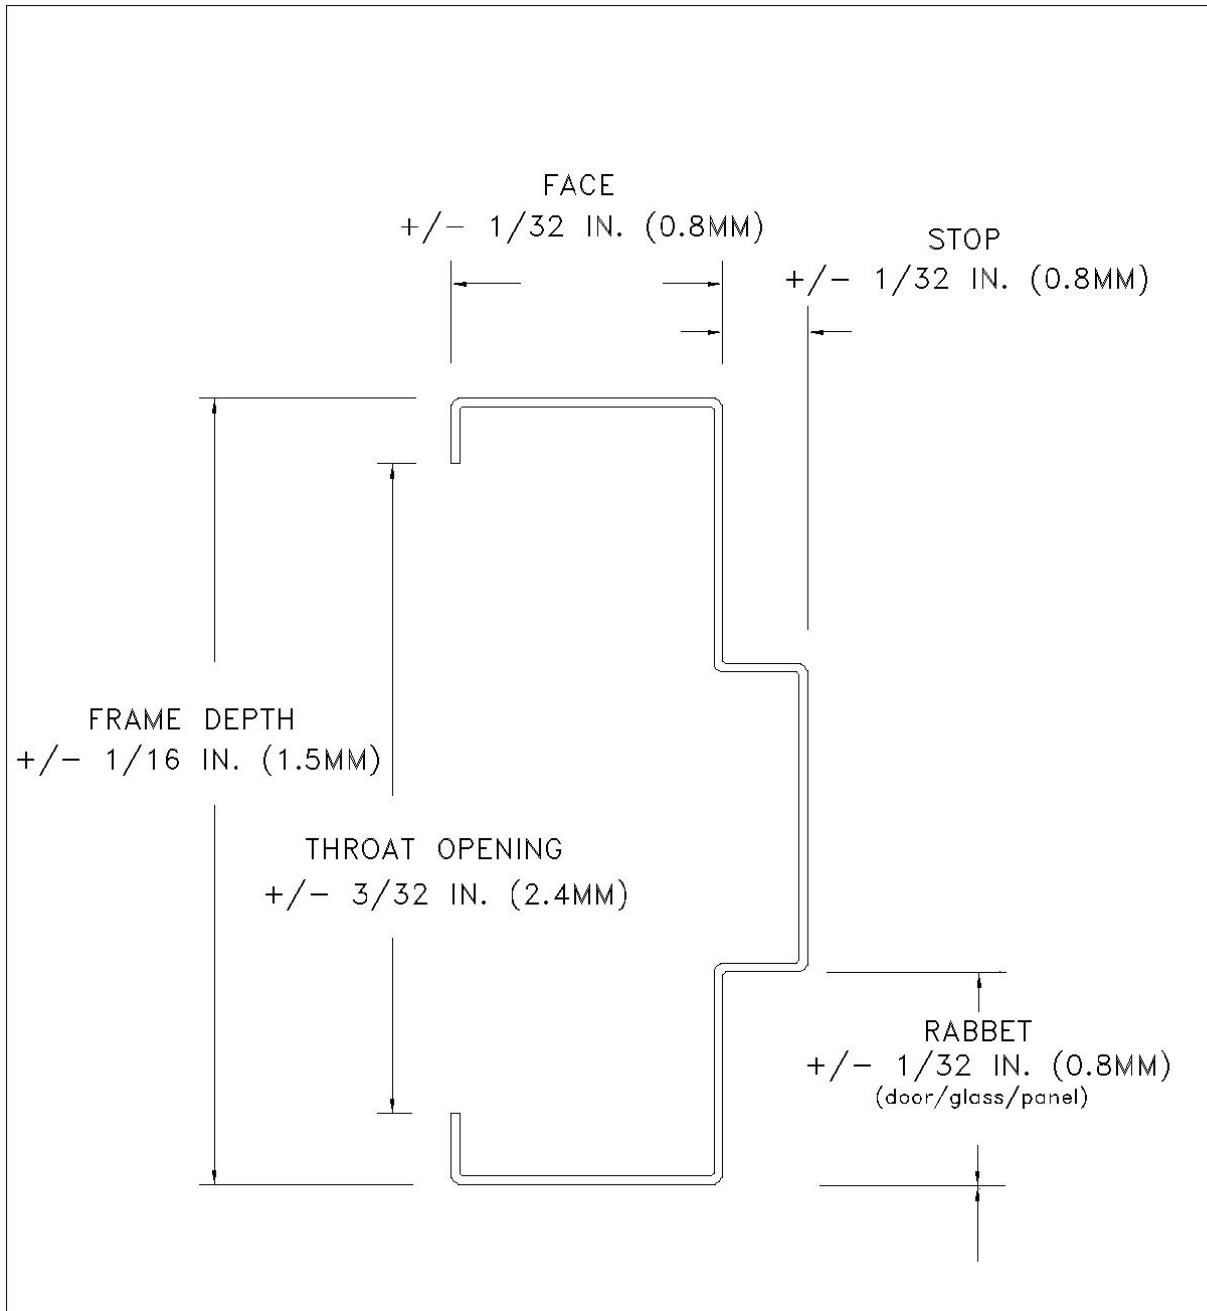 FACE
+/- 1/32 IN. (0.8MM)
STOP
+/- 1/32 IN. (0.8MM)
FRAME DEPTH
+/- 1/16 IN. (1.5MM)
THROAT OPENING
+/- 3/32 IN. (2.4MM)
RABBET
+/- 1/32 IN. (0.8MM)
(door/glass/panel)